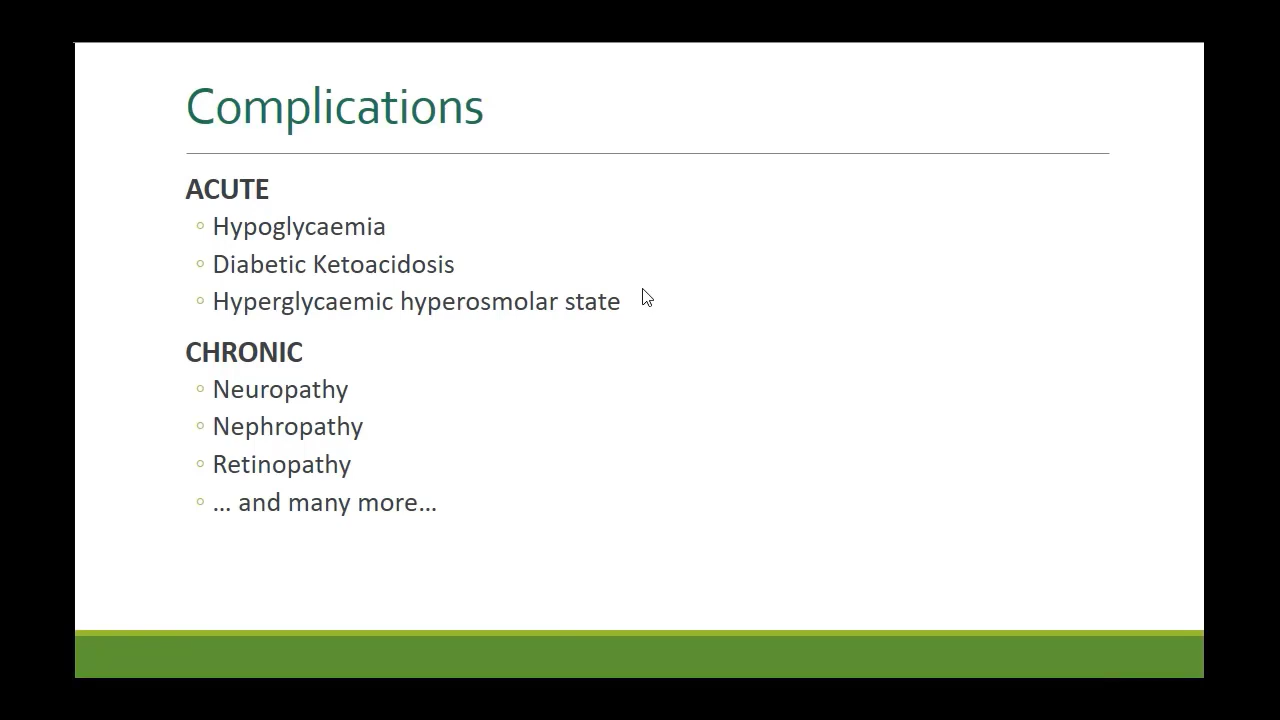 Complications
ACUTE
◦ Hypoglycaemia
◦ Diabetic Ketoacidosis
◦ Hyperglycaemic hyperosmolar state
CHRONIC
◦ Neuropathy
◦ Nephropathy
◦ Retinopathy
◦ ... and many more...